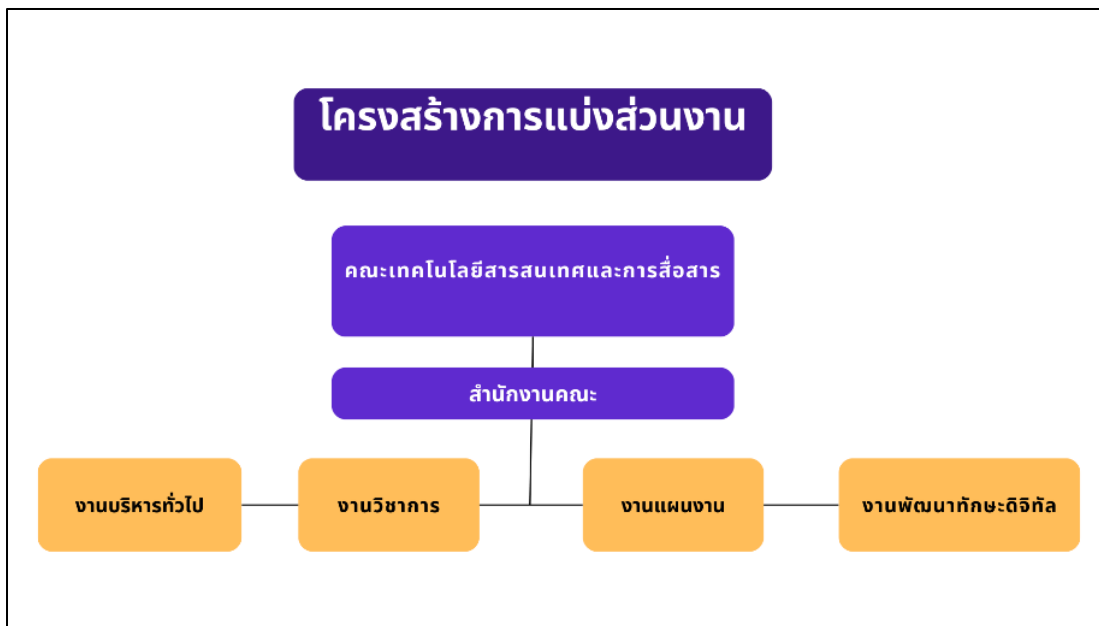 โครงสร้างการแบ่งส่วนงาน
คณะเทคโนโลยีสารสนเทศและการสื่อสาร
สำนักงานคณะ
งานบริหารทั่วไป
งานวิชาการ
งานแผนงาน
งานพัฒนาทักษะดิจิทัล